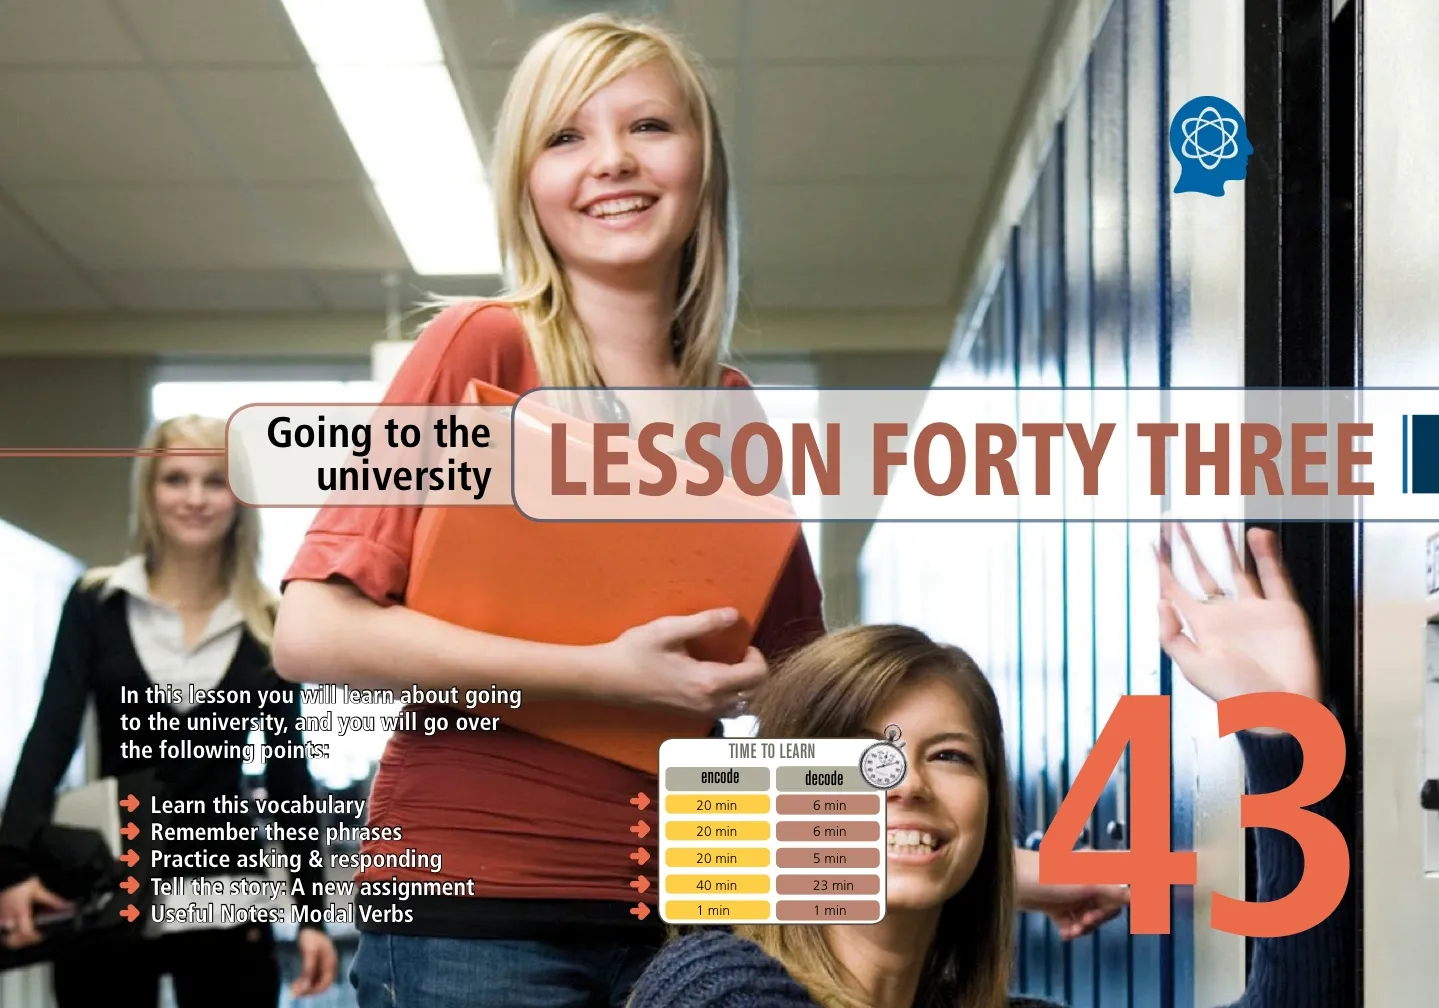 Going to the
university
LESSON FORTY THREE
In this lesson you will learn about going
to the university, and you will go over
the following points:
Learn this vocabulary
Remember these phrases
Practice asking & responding
Tell the story: A new assignment
Useful Notes: Modal Verbs
TIME TO LEARN
encode decode
20 min 6 min
20 min 6 min
20 min 5 min
40 min 23 min
1 min 1 min
43